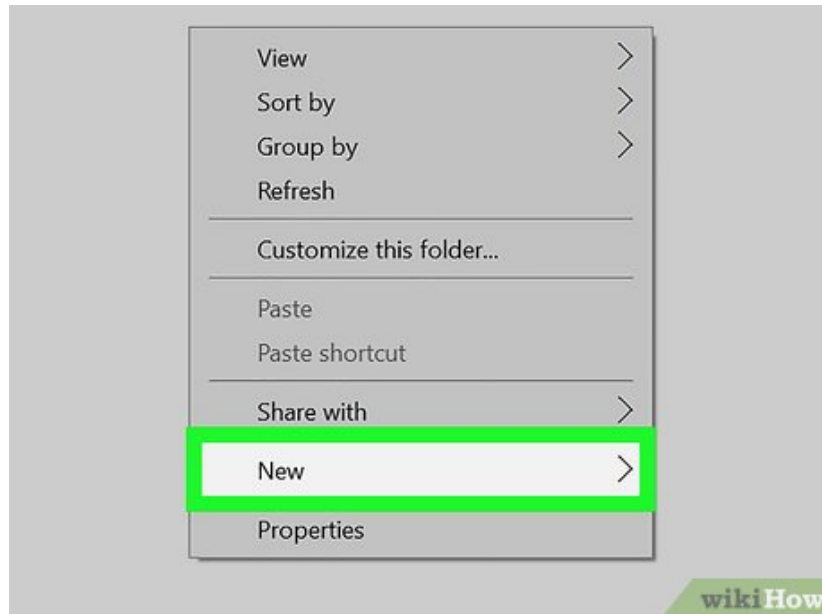 View
Sort by
Group by
Refresh
Customize this folder...
Paste
Paste shortcut
Share with
New
Properties
wikiHow